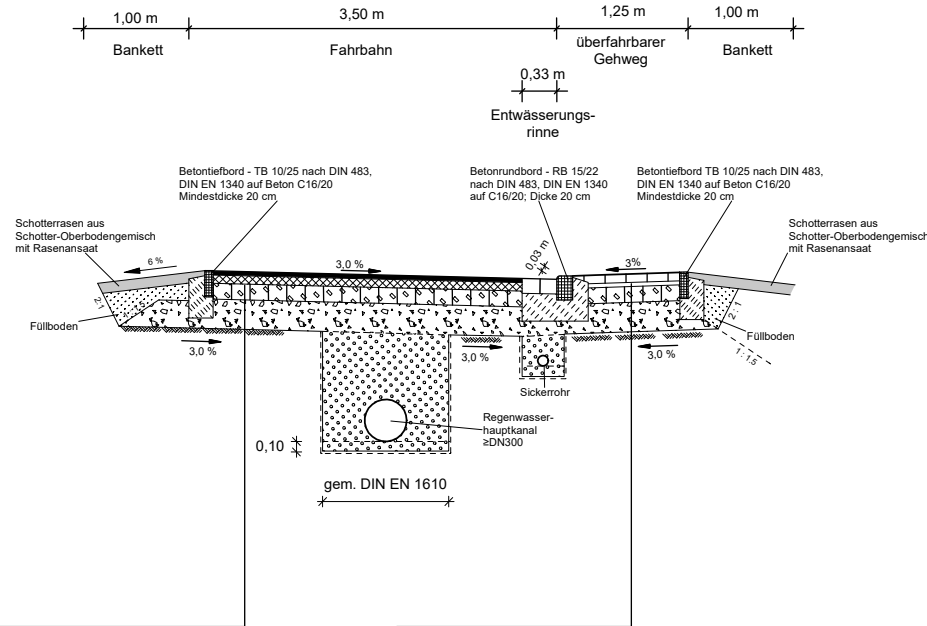 1,00 m
3,50 m
1,25 m
1,00 m
Bankett
Fahrbahn
überfahrbarer
Gehweg
Bankett
0,33 m
Entwässerungs-
rinne
Betontiefbord - TB 10/25 nach DIN 483,
DIN EN 1340 auf Beton C16/20
Mindestdicke 20 cm
Betonrundbord - RB 15/22
nach DIN 483, DIN EN 1340
auf C16/20; Dicke 20 cm
Betontiefbord TB 10/25 nach DIN 483,
DIN EN 1340 auf Beton C16/20
Mindestdicke 20 cm
Schotterrasen aus
Schotter-Oberbodengemisch
mit Rasenansaat
Schotterrasen aus
Schotter-Oberbodengemisch
mit Rasenansaat
6 %
3,0 %
0,03 m
3%
2:1
2:1
Füllboden
Füllboden
3,0 %
3,0 %
3,0 %
1:1.5
Sickerrohr
Regenwasser-
hauptkanal
≥DN300
0,10
gem. DIN EN 1610